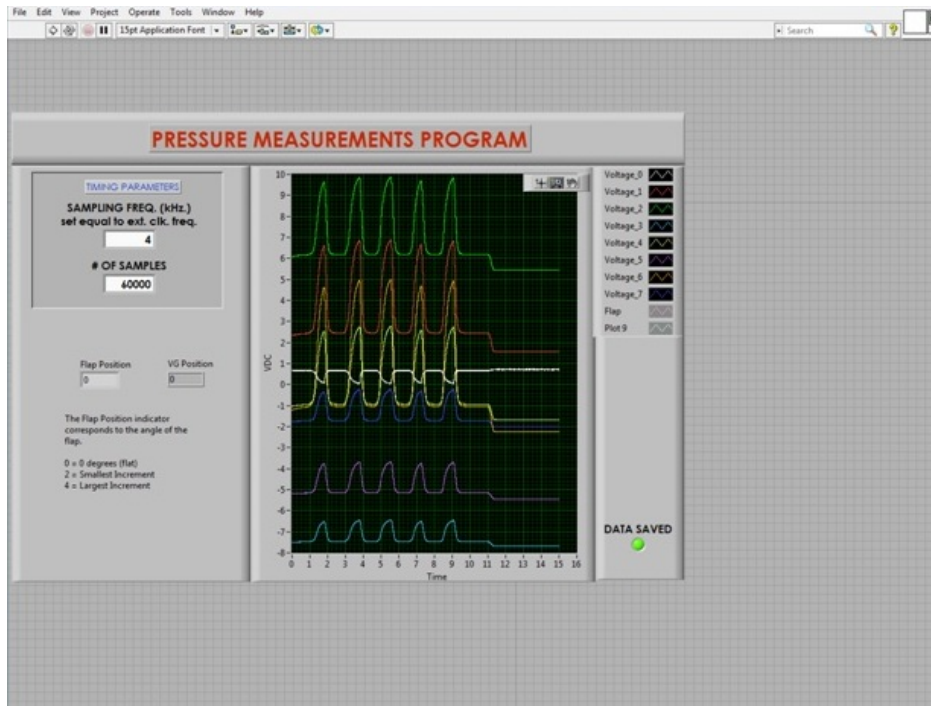 File Edit View Project Operate Tools Window Help
15pt Application Font
Search
PRESSURE MEASUREMENTS PROGRAM
TIMING PARAMETERS
SAMPLING FREQ. (kHz.)
set equal to ext. clk. freq.
4
# OF SAMPLES
60000
Flap Position
VG Position
0
0
The Flap Position indicator
corresponds to the angle of the
flap.
0 = 0 degrees (flat)
2 = Smallest Increment
4 = Largest Increment
VDC
10
9
8
7
6
5
4
3
2
1
0
-1
-2
-3
-4
-5
-6
-7
-8
0 1 2 3 4 5 6 7 8 9 10 11 12 13 14 15 16
Time
Voltage_0
Voltage_1
Voltage_2
Voltage_3
Voltage_4
Voltage_5
Voltage_6
Voltage_7
Flap
Plot 9
DATA SAVED